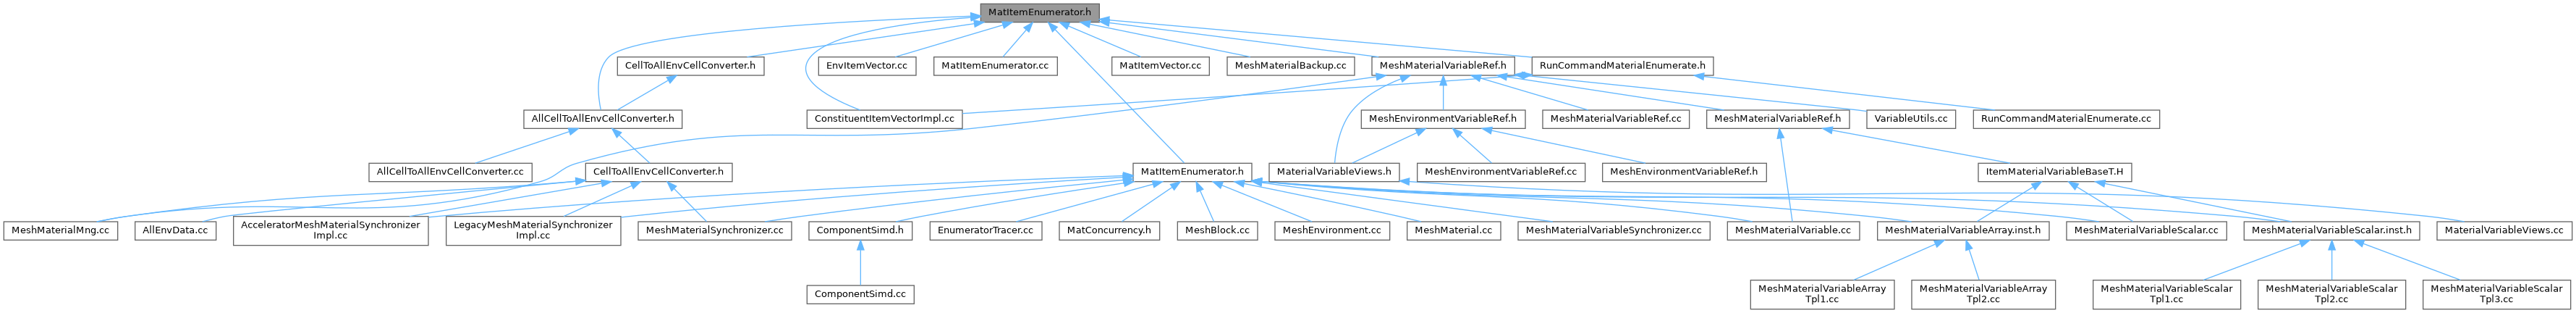 MatItemEnumerator.h
CellToAllEnvCellConverter.h
EnvItemVector.cc
MatItemEnumerator.cc
MatItemVector.cc
MeshMaterialBackup.cc
MeshMaterialVariableRef.h
RunCommandMaterialEnumerate.h
AllCellToAllEnvCellConverter.h
ConstituentItemVectorImpl.cc
MeshEnvironmentVariableRef.h
MeshMaterialVariableRef.cc
MeshMaterialVariableRef.h
VariableUtils.cc
RunCommandMaterialEnumerate.cc
AllCellToAllEnvCellConverter.cc
CellToAllEnvCellConverter.h
MatItemEnumerator.h
MaterialVariableViews.h
MeshEnvironmentVariableRef.cc
MeshEnvironmentVariableRef.h
ItemMaterialVariableBaseT.H
MeshMaterialMng.cc
AllEnvData.cc
AcceleratorMeshMaterialSynchronizer
Impl.cc
LegacyMeshMaterialSynchronizer
Impl.cc
MeshMaterialSynchronizer.cc
ComponentSimd.h
EnumeratorTracer.cc
MatConcurrency.h
MeshBlock.cc
MeshEnvironment.cc
MeshMaterial.cc
MeshMaterialVariableSynchronizer.cc
MeshMaterialVariable.cc
MeshMaterialVariableArray.inst.h
MeshMaterialVariableScalar.cc
MeshMaterialVariableScalar.inst.h
MaterialVariableViews.cc
ComponentSimd.cc
MeshMaterialVariableArray
Tpl1.cc
MeshMaterialVariableArray
Tpl2.cc
MeshMaterialVariableScalar
Tpl1.cc
MeshMaterialVariableScalar
Tpl2.cc
MeshMaterialVariableScalar
Tpl3.cc